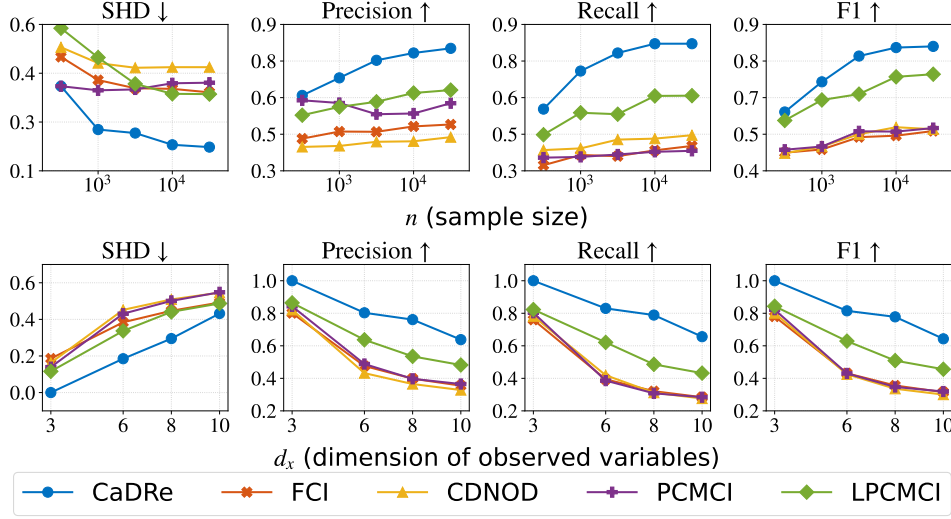 SHD ↓ Precision ↑ Recall ↑ F1 ↑
0.6 0.9 0.9 0.9
0.4 0.8 0.8 0.8
0.6 0.6 0.7
0.3 0.5 0.5 0.5
0.1 0.3 0.3 0.4
10³ 10⁴ 10³ 10⁴ 10³ 10⁴ 10³ 10⁴
n (sample size)
SHD ↓ Precision ↑ Recall ↑ F1 ↑
0.6 1.0 1.0 1.0
0.4 0.8 0.8 0.8
0.2 0.6 0.6 0.6
0.0 0.4 0.4 0.4
0.2 0.2 0.2
3 6 8 10 3 6 8 10 3 6 8 10 3 6 8 10
dₓ (dimension of observed variables)
CaDRe FCI CDNOD PCMCI LPCMCI